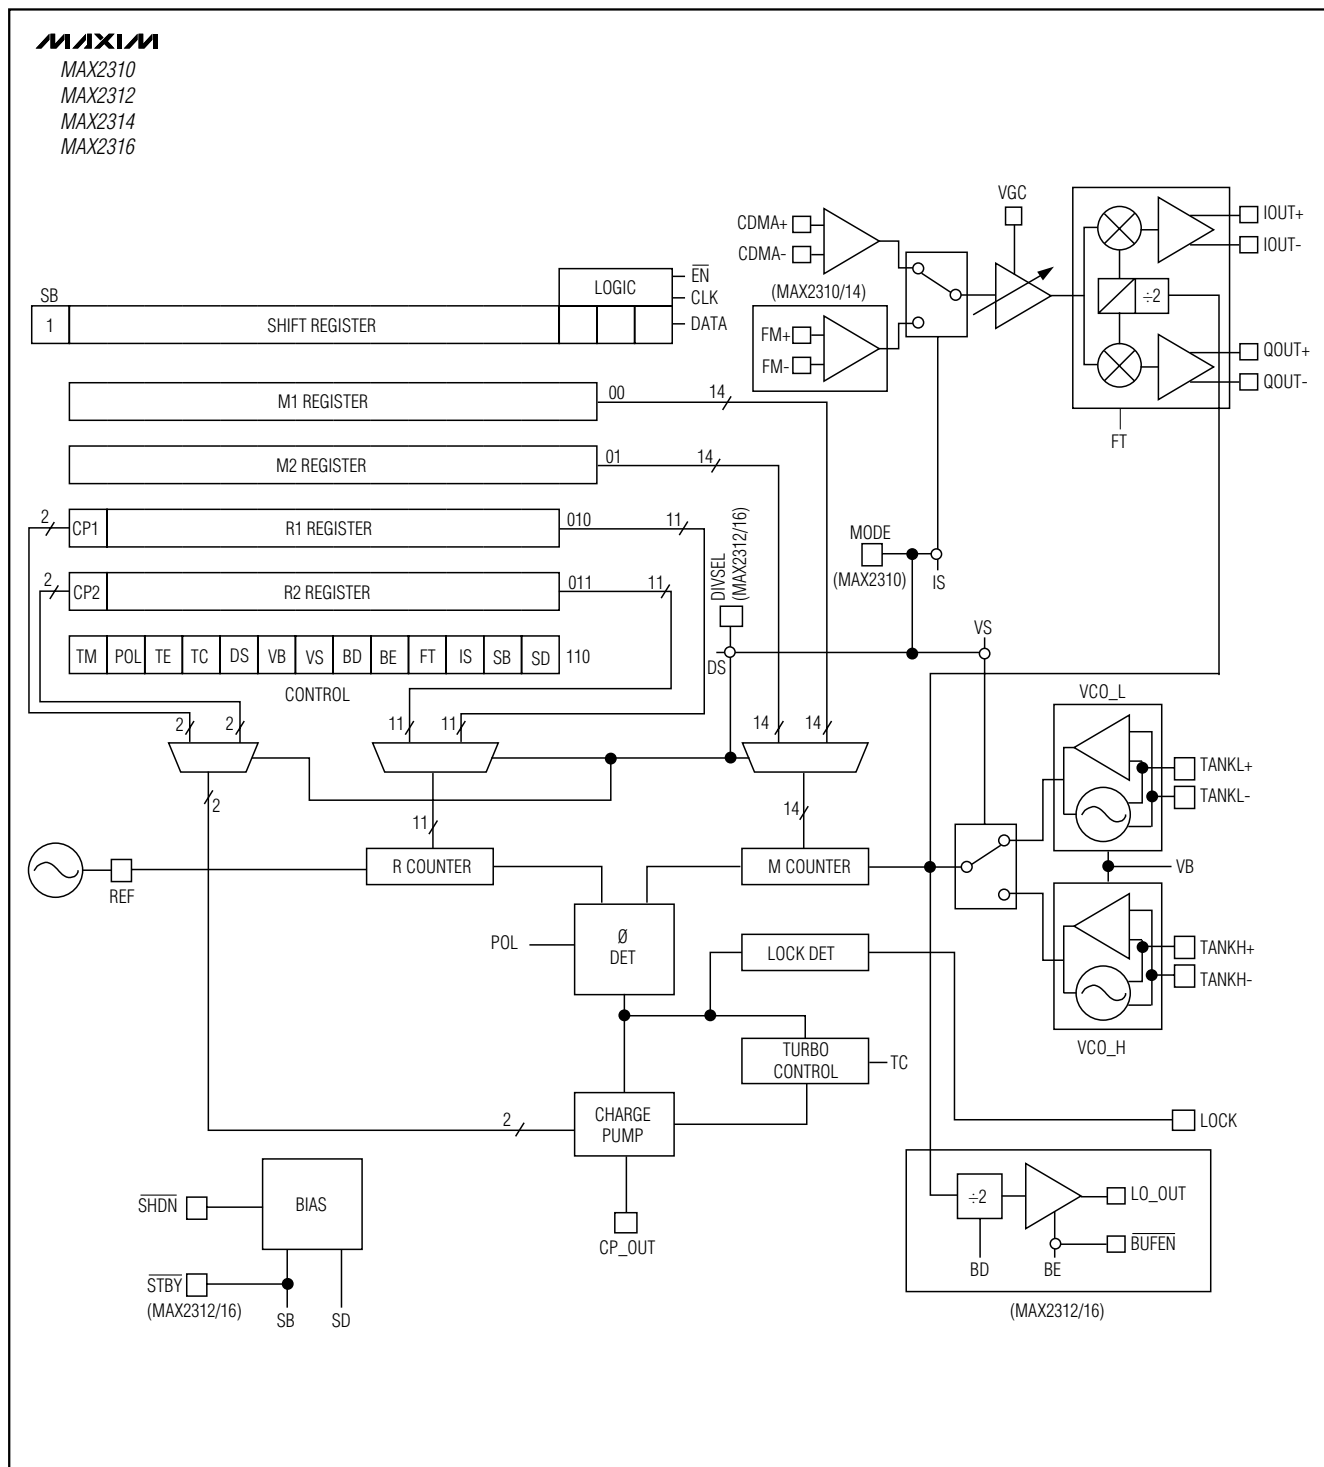 MAXIM
MAX2310
MAX2312
MAX2314
MAX2316
VGC
CDMA+
CDMA-
IOUT+
IOUT-
(MAX2310/14)
FM+
FM-
÷2
QOUT+
QOUT-
FT
SB
LOGIC
EN
CLK
DATA
1
SHIFT REGISTER
M1 REGISTER
00
14
M2 REGISTER
01
14
2
CP1
R1 REGISTER
010
11
2
CP2
R2 REGISTER
011
11
DIVSEL
(MAX2312/16)
MODE
(MAX2310)
IS
TM POL TE TC DS VB VS BD BE FT IS SB SD 110
CONTROL
DS
VS
2
2
11
11
14
14
2
11
14
VCO_L
TANKL+
TANKL-
REF
R COUNTER
M COUNTER
VB
POL
Ø
DET
LOCK DET
TANKH+
TANKH-
VCO_H
TURBO
CONTROL
TC
2
CHARGE
PUMP
LOCK
CP_OUT
SHDN
BIAS
STBY
(MAX2312/16)
SB
SD
÷2
LO_OUT
BUFEN
BD
BE
(MAX2312/16)